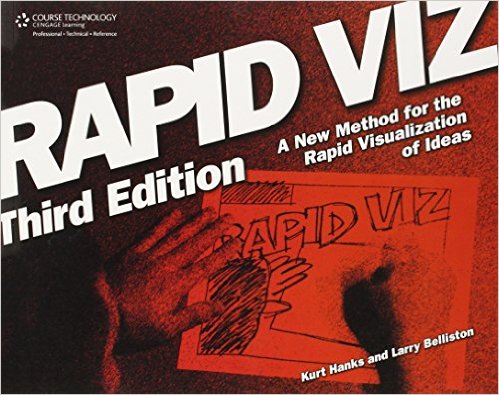 COURSE TECHNOLOGY
CENGAGE Learning
Professional • Technical • Reference
RAPID VIZ
Third Edition
A New Method for the
Rapid Visualization
of Ideas
RAPID VIZ
Kurt Hanks and Larry Belliston